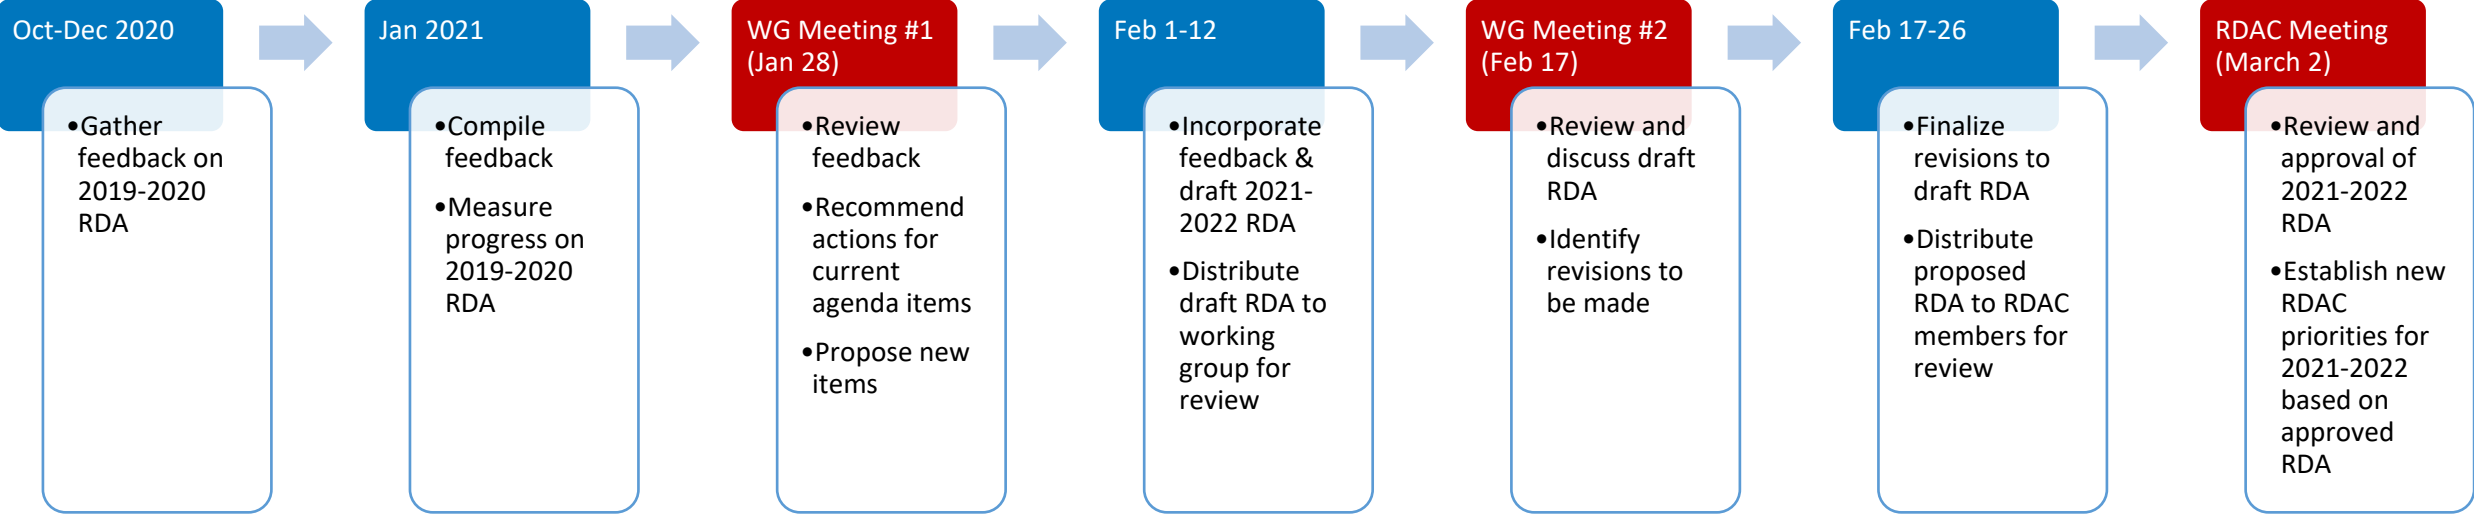 Oct-Dec 2020
•Gather
feedback on
2019-2020
RDA
Jan 2021
•Compile
feedback
•Measure
progress on
2019-2020
RDA
WG Meeting #1
(Jan 28)
•Review
feedback
•Recommend
actions for
current
agenda items
•Propose new
items
Feb 1-12
•Incorporate
feedback &
draft 2021-
2022 RDA
•Distribute
draft RDA to
working
group for
review
WG Meeting #2
(Feb 17)
•Review and
discuss draft
RDA
•Identify
revisions to
be made
Feb 17-26
•Finalize
revisions to
draft RDA
•Distribute
proposed
RDA to RDAC
members for
review
RDAC Meeting
(March 2)
•Review and
approval of
2021-2022
RDA
•Establish new
RDAC
priorities for
2021-2022
based on
approved
RDA